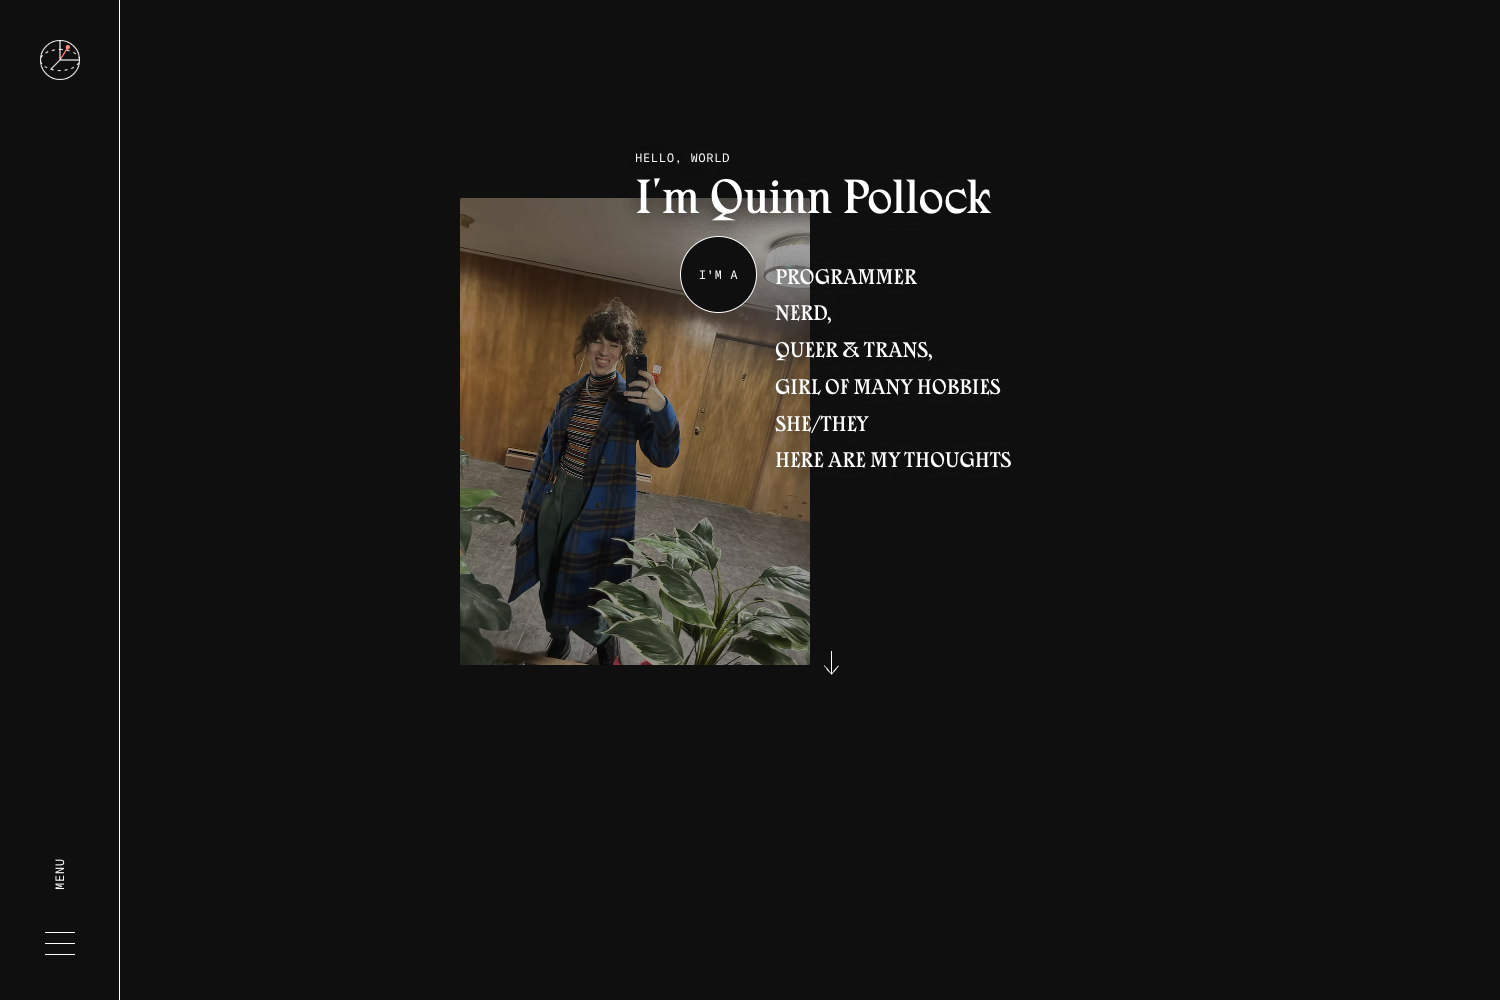 HELLO, WORLD
I'm Quinn Pollock
I'M A
PROGRAMMER
NERD,
QUEER & TRANS,
GIRL OF MANY HOBBIES
SHE/THEY
HERE ARE MY THOUGHTS
MENU